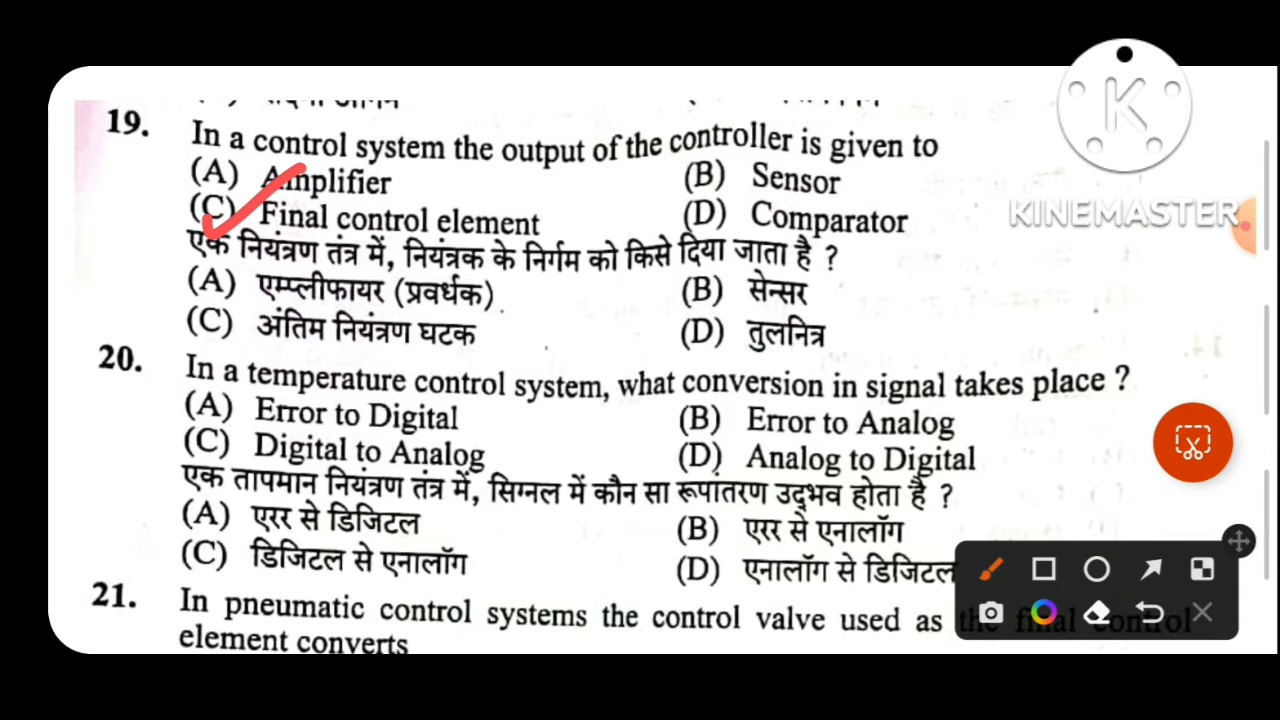 19. In a control system the output of the controller is given to
(A) Amplifier (B) Sensor
(C) Final control element (D) Comparator
एक नियंत्रण तंत्र में, नियंत्रक के निर्गम को किसे दिया जाता है ?
(A) एम्प्लीफायर (प्रवर्धक) (B) सेन्सर
(C) अंतिम नियंत्रण घटक (D) तुलनित्र
20. In a temperature control system, what conversion in signal takes place ?
(A) Error to Digital (B) Error to Analog
(C) Digital to Analog (D) Analog to Digital
एक तापमान नियंत्रण तंत्र में, सिग्नल में कौन सा रूपांतरण उद्भव होता है ?
(A) एरर से डिजिटल (B) एरर से एनालॉग
(C) डिजिटल से एनालॉग (D) एनालॉग से डिजिटल
21. In pneumatic control systems the control valve used as the final control
element converts
KINEMASTER